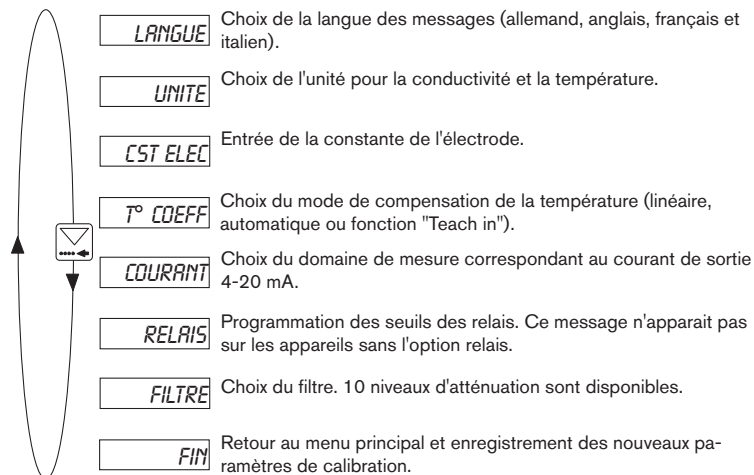 LANGUE
Choix de la langue des messages (allemand, anglais, français et
italien).
UNITE
Choix de l'unité pour la conductivité et la température.
CST ELEC
Entrée de la constante de l'électrode.
T° COEFF
Choix du mode de compensation de la température (linéaire,
automatique ou fonction "Teach in").
COURANT
Choix du domaine de mesure correspondant au courant de sortie
4-20 mA.
RELAIS
Programmation des seuils des relais. Ce message n'apparait pas
sur les appareils sans l'option relais.
FILTRE
Choix du filtre. 10 niveaux d'atténuation sont disponibles.
FIN
Retour au menu principal et enregistrement des nouveaux pa-
ramètres de calibration.